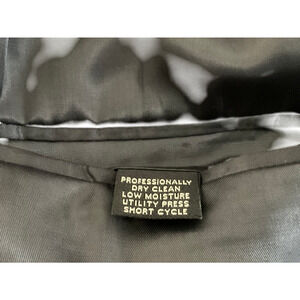 PROFESSIONALLY
DRY CLEAN
LOW MOISTURE
UTILITY PRESS
SHORT CYCLE